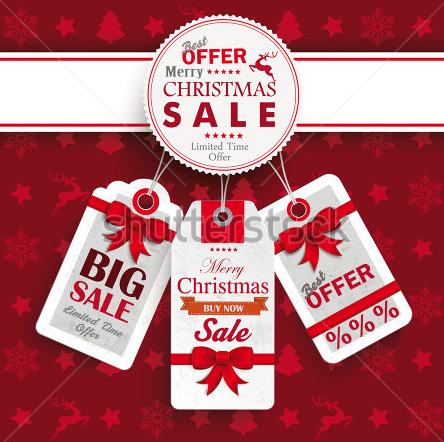 Best
OFFER
Merry
CHRISTMAS
SALE
Limited Time
Offer
BIG
SALE
Limited Time
Offer
Merry
Christmas
BUY NOW
Sale
Best
OFFER
%%%
shutterstock